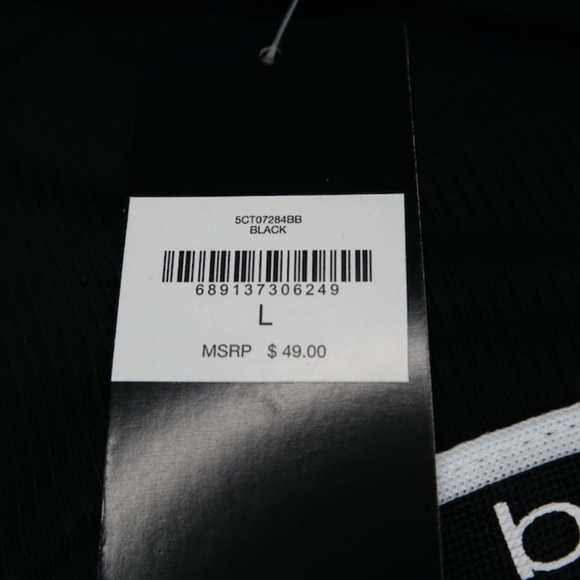 5CT07284BB
BLACK
689137306249
L
MSRP $ 49.00
b